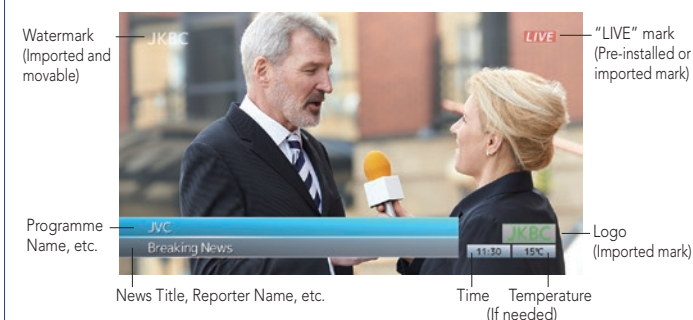 Watermark
(Imported and
movable)
JKBC
LIVE
"LIVE" mark
(Pre-installed or
imported mark)
Programme
Name, etc.
JVC
Breaking News
JKBC
11:30
15℃
Logo
(Imported mark)
News Title, Reporter Name, etc.
Time
Temperature
(If needed)